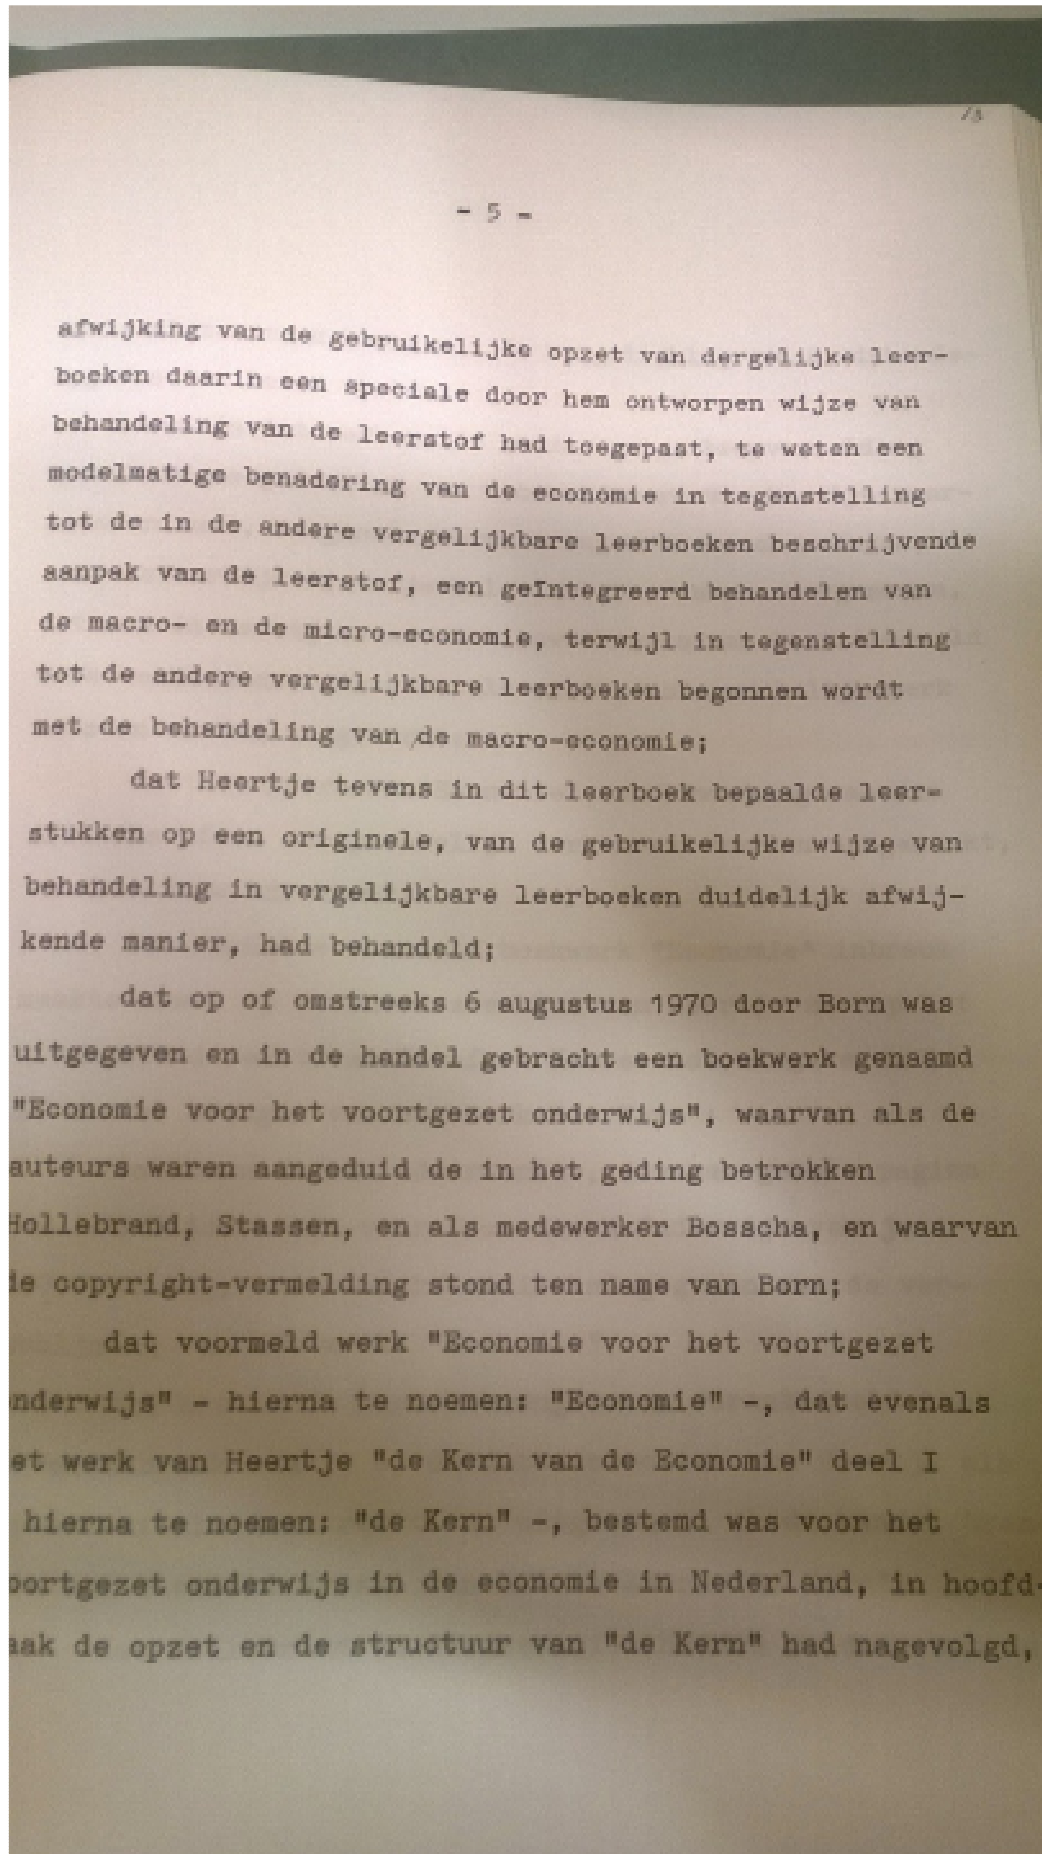 18
- 5 -
afwijking van de gebruikelijke opzet van dergelijke leer-
boeken daarin een speciale door hem ontworpen wijze van
behandeling van de leerstof had toegepast, te weten een
modelmatige benadering van de economie in tegenstelling
tot de in de andere vergelijkbare leerboeken beschrijvende
aanpak van de leerstof, een geïntegreerd behandelen van
de macro- en de micro-economie, terwijl in tegenstelling
tot de andere vergelijkbare leerboeken begonnen wordt
met de behandeling van de macro-economie;
dat Heertje tevens in dit leerboek bepaalde leer-
stukken op een originele, van de gebruikelijke wijze van
behandeling in vergelijkbare leerboeken duidelijk afwij-
kende manier, had behandeld;
dat op of omstreeks 6 augustus 1970 door Born was
uitgegeven en in de handel gebracht een boekwerk genaamd
"Economie voor het voortgezet onderwijs", waarvan als de
auteurs waren aangeduid de in het geding betrokken
Hollebrand, Stassen, en als medewerker Bosscha, en waarvan
de copyright-vermelding stond ten name van Born;
dat voormeld werk "Economie voor het voortgezet
nderwijs" - hierna te noemen: "Economie" -, dat evenals
et werk van Heertje "de Kern van de Economie" deel I
hierna te noemen: "de Kern" -, bestemd was voor het
oortgezet onderwijs in de economie in Nederland, in hoofd-
aak de opzet en de structuur van "de Kern" had nagevolgd,